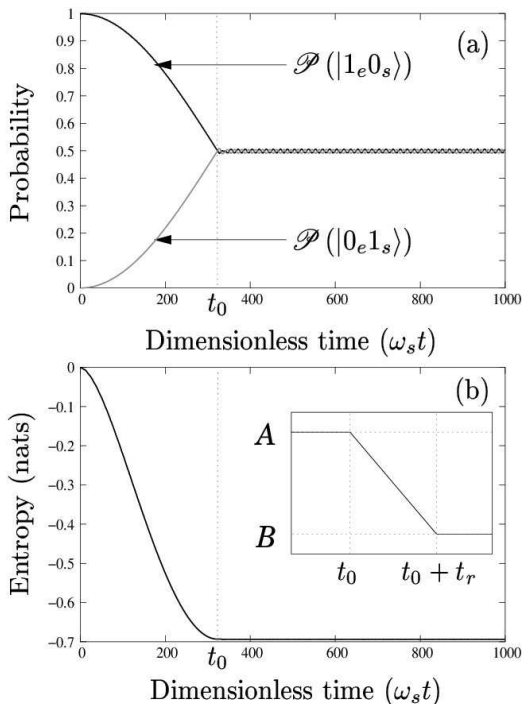 (a)
1
0.9
0.8
0.7
0.6
0.5
0.4
0.3
0.2
0.1
0
Probability
𝒫(|1ₑ0ₛ⟩)
𝒫(|0ₑ1ₛ⟩)
0 200 t₀ 400 600 800 1000
Dimensionless time (ωₛt)
(b)
0
−0.1
−0.2
−0.3
−0.4
−0.5
−0.6
−0.7
Entropy (nats)
A
B
t₀ t₀ + tᵣ
0 200 t₀ 400 600 800 1000
Dimensionless time (ωₛt)